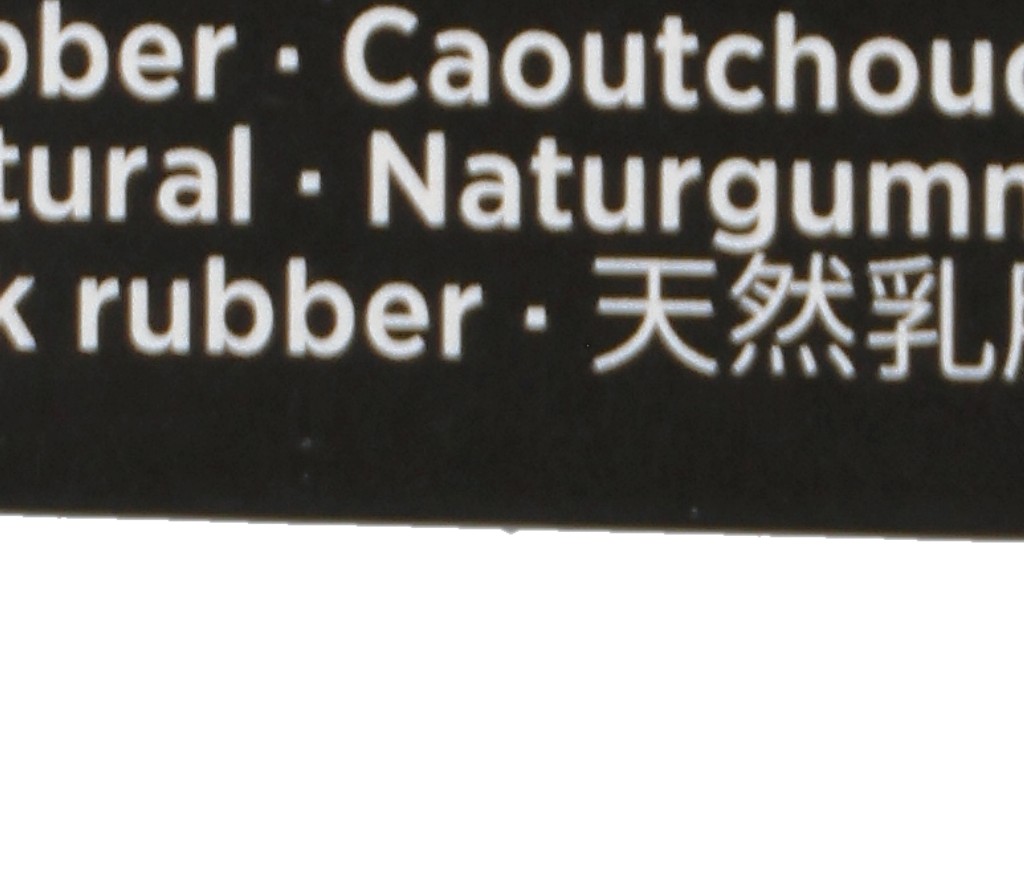 bber · Caoutchouc
tural · Naturgumm
k rubber · 天然乳